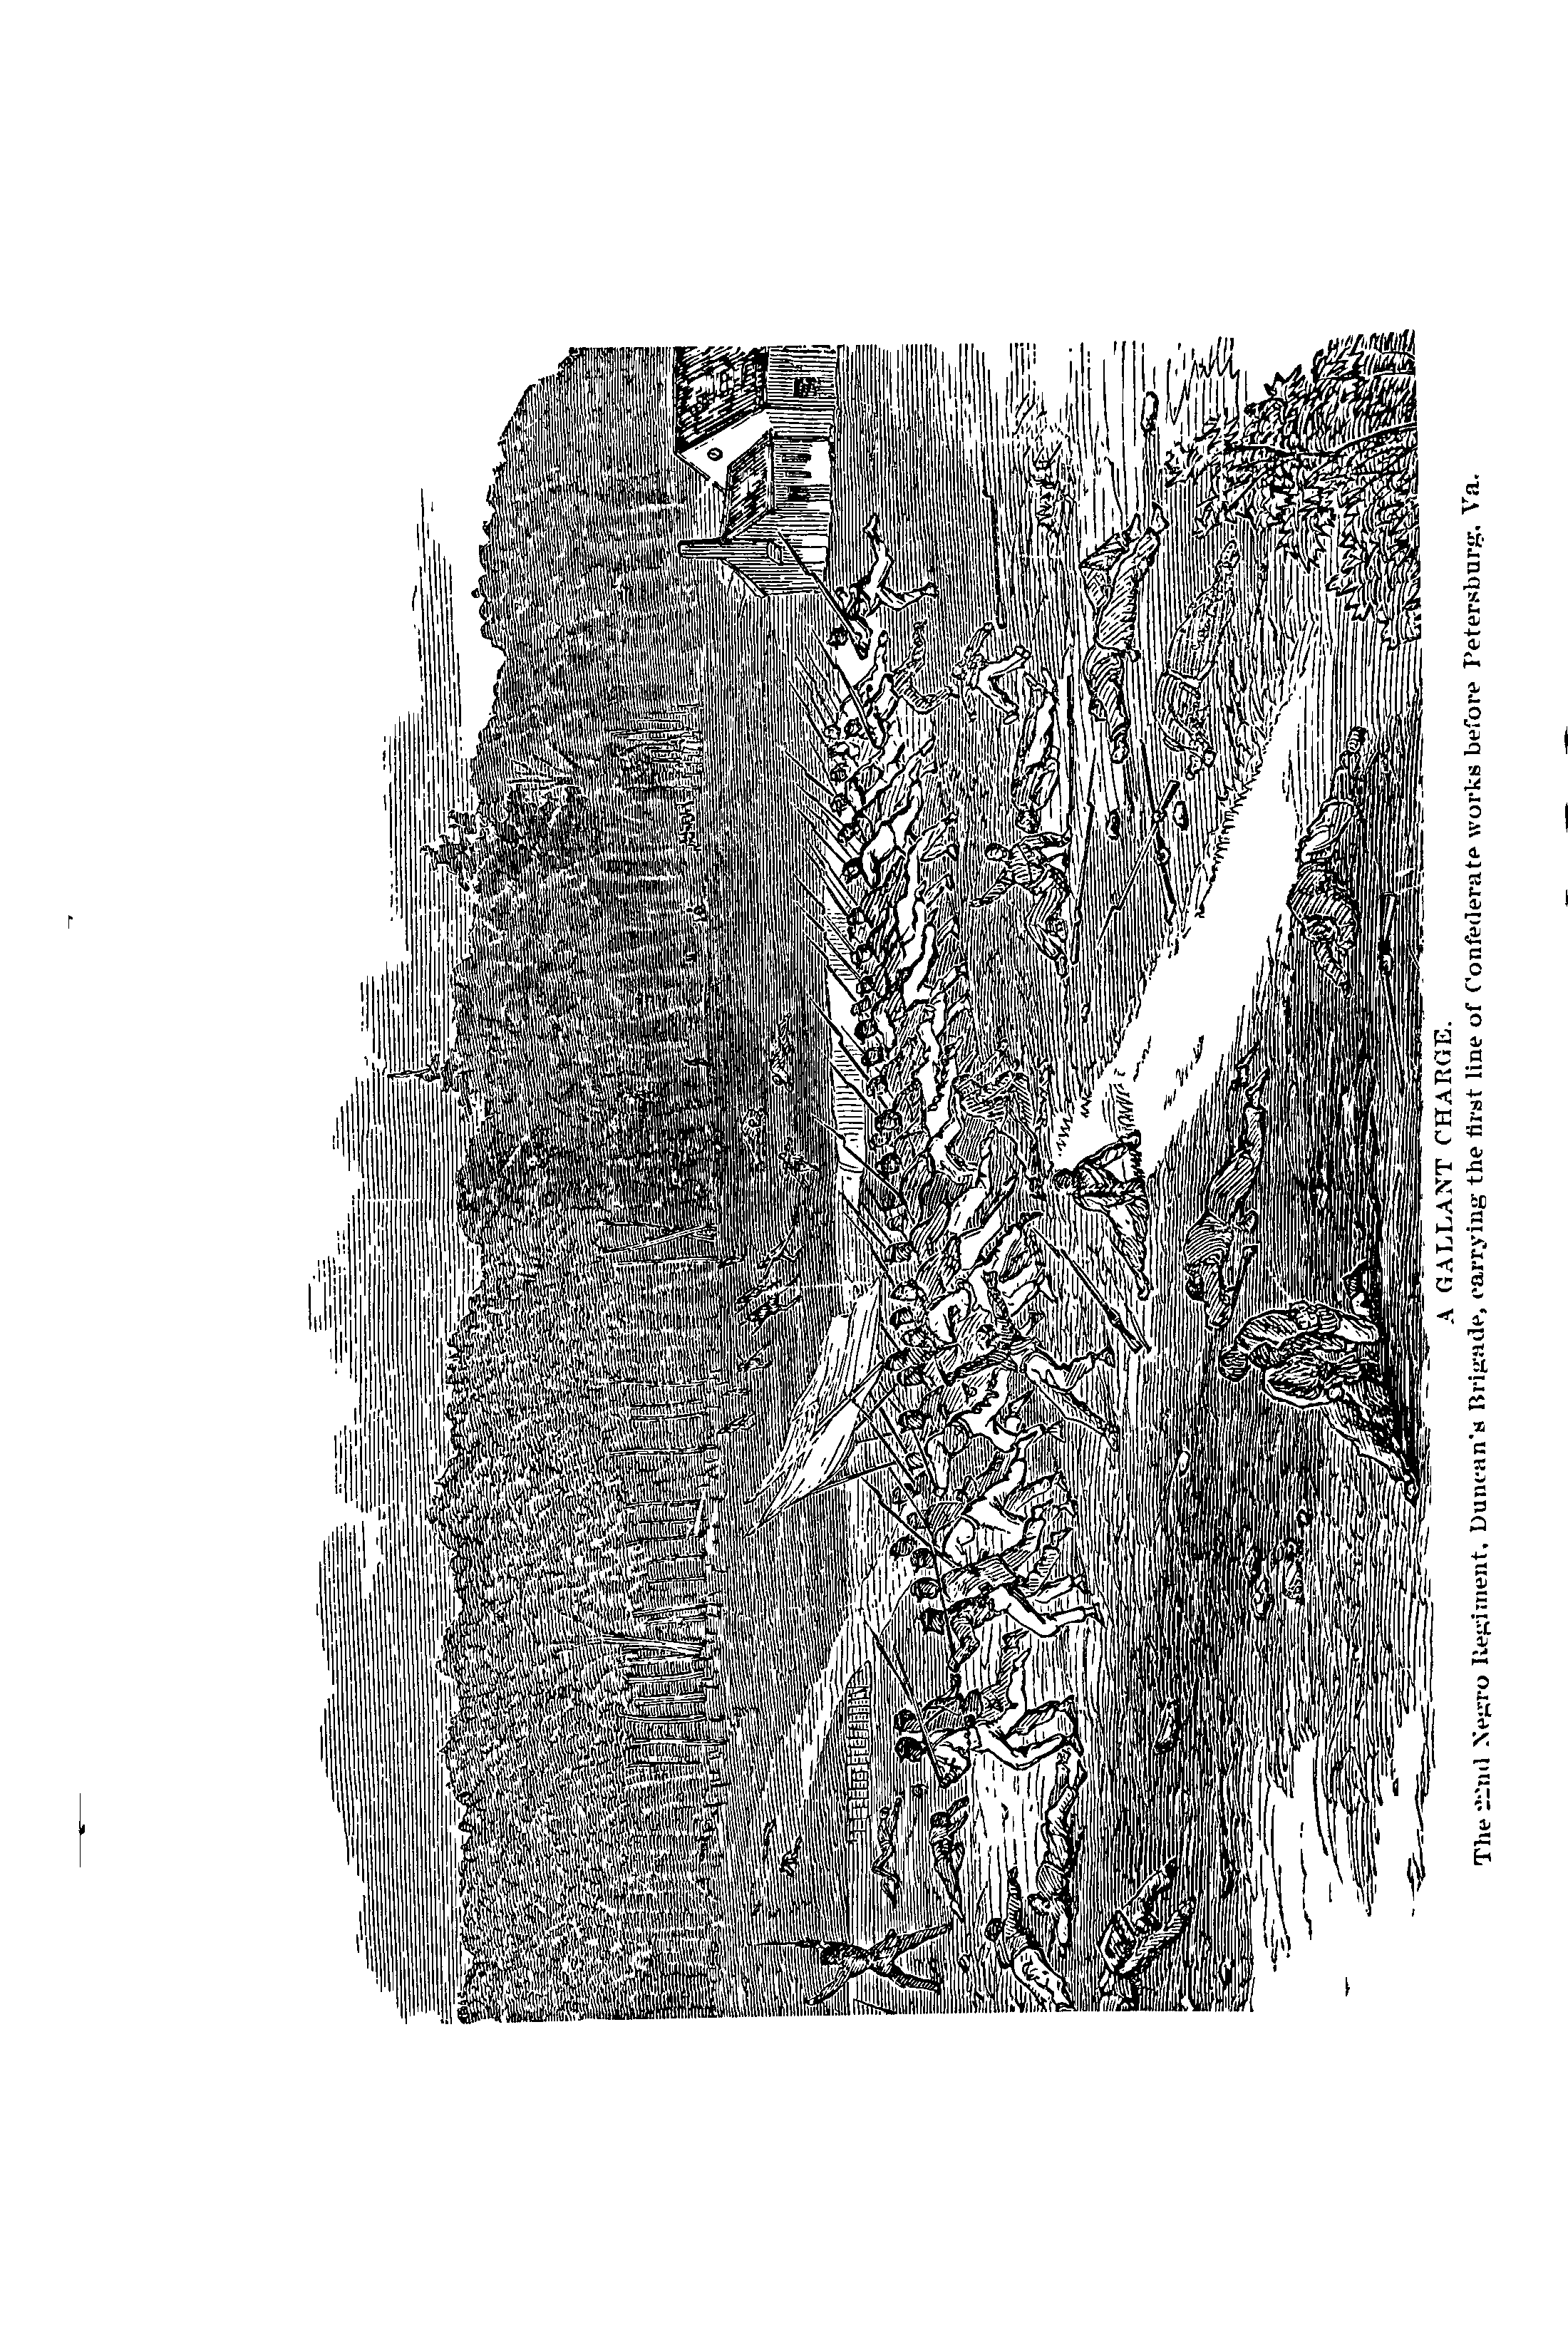 A GALLANT CHARGE.
The 22nd Negro Regiment, Duncan's Brigade, carrying the first line of Confederate works before Petersburg, Va.